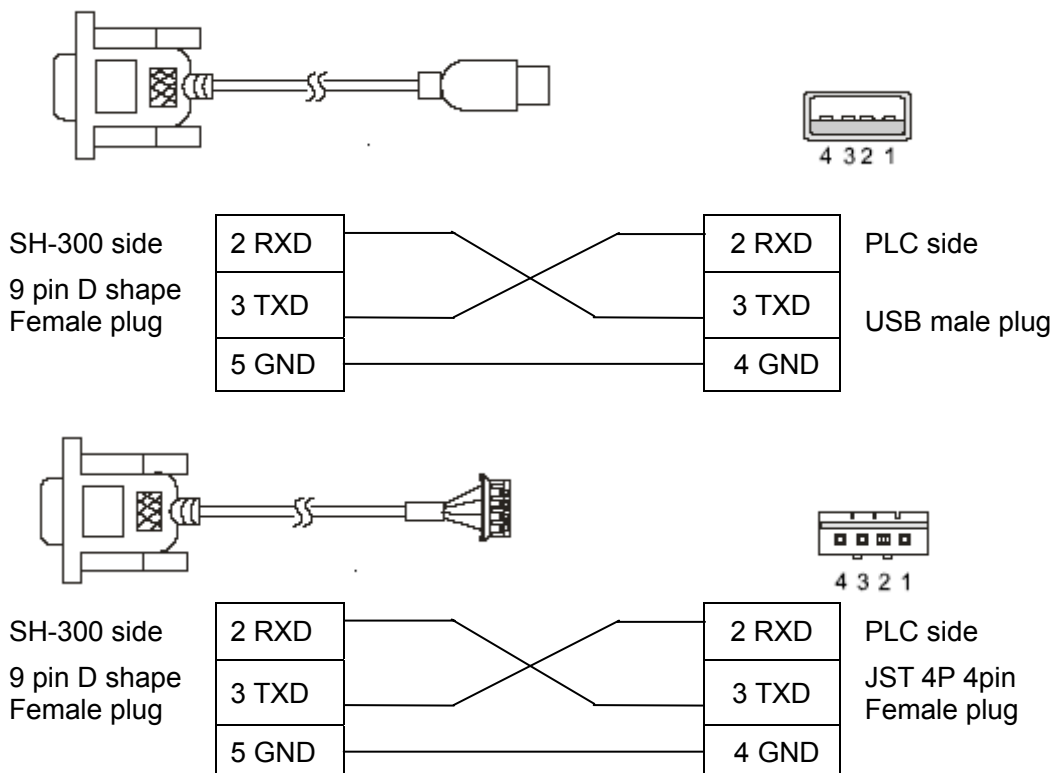 4 3 2 1
SH-300 side
2 RXD
2 RXD
PLC side
9 pin D shape
Female plug
3 TXD
3 TXD
USB male plug
5 GND
4 GND
4 3 2 1
SH-300 side
2 RXD
2 RXD
PLC side
9 pin D shape
Female plug
3 TXD
3 TXD
JST 4P 4pin
Female plug
5 GND
4 GND